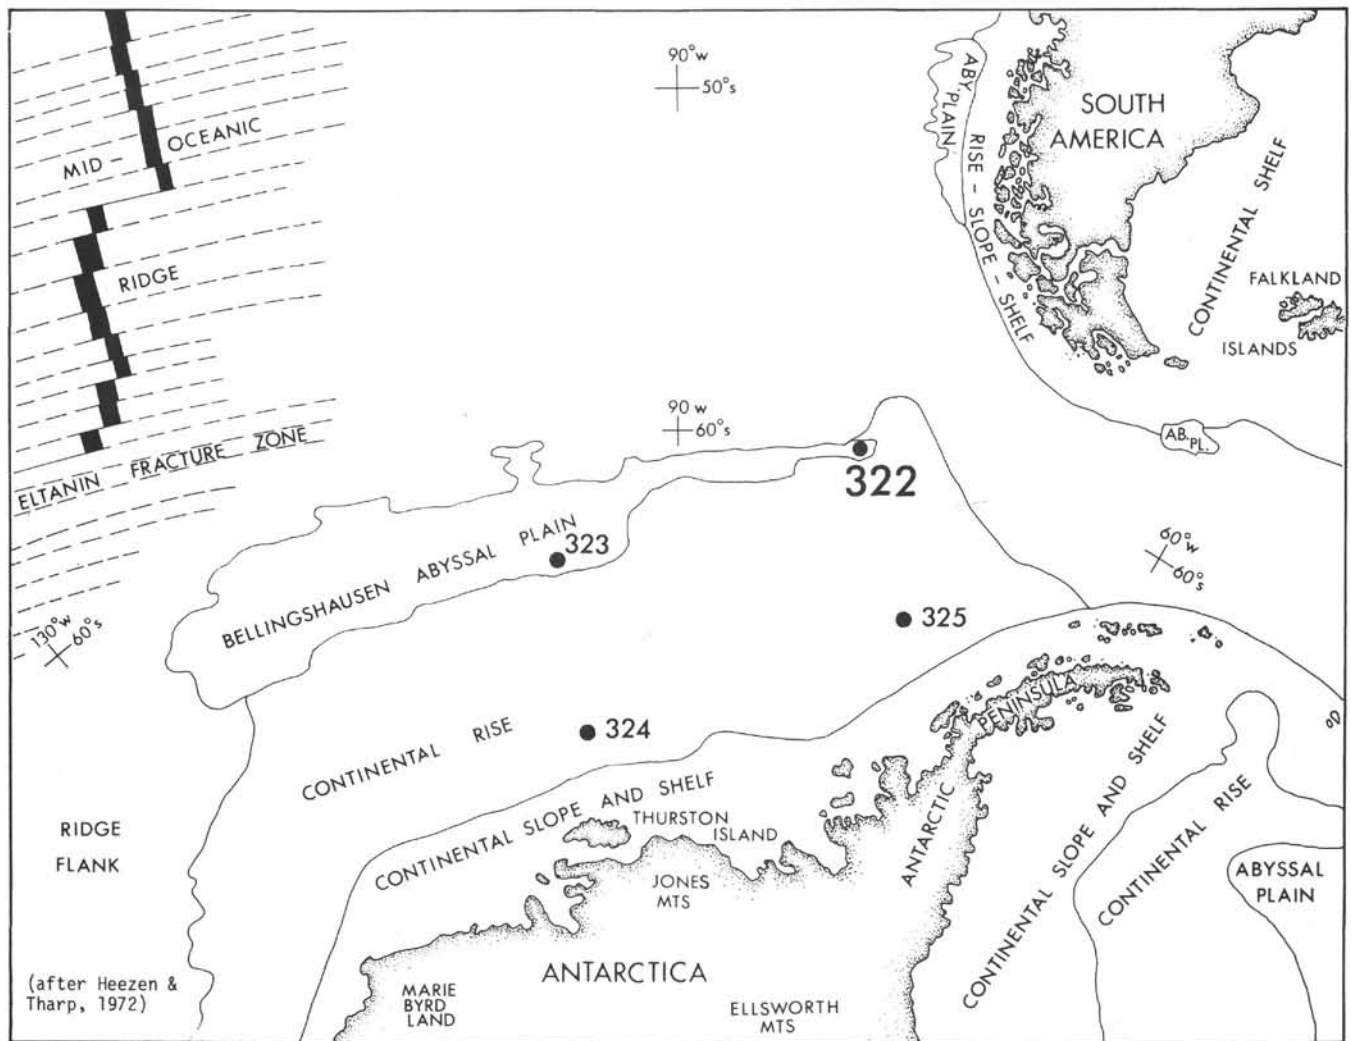 90°w
50°s
MID-OCEANIC
RIDGE
ELTANIN FRACTURE ZONE
130°w
60°s
ABY. PLAIN
RISE - SLOPE - SHELF
SOUTH
AMERICA
CONTINENTAL SHELF
FALKLAND
ISLANDS
AB.
PL.
90 w
60°s
322
323
BELLINGSHAUSEN ABYSSAL PLAIN
60°w
60°s
325
324
CONTINENTAL RISE
CONTINENTAL SLOPE AND SHELF
THURSTON
ISLAND
JONES
MTS
ANTARCTIC
PENINSULA
CONTINENTAL SLOPE AND SHELF
CONTINENTAL RISE
ABYSSAL
PLAIN
RIDGE
FLANK
ANTARCTICA
MARIE
BYRD
LAND
ELLSWORTH
MTS
(after Heezen &
Tharp, 1972)